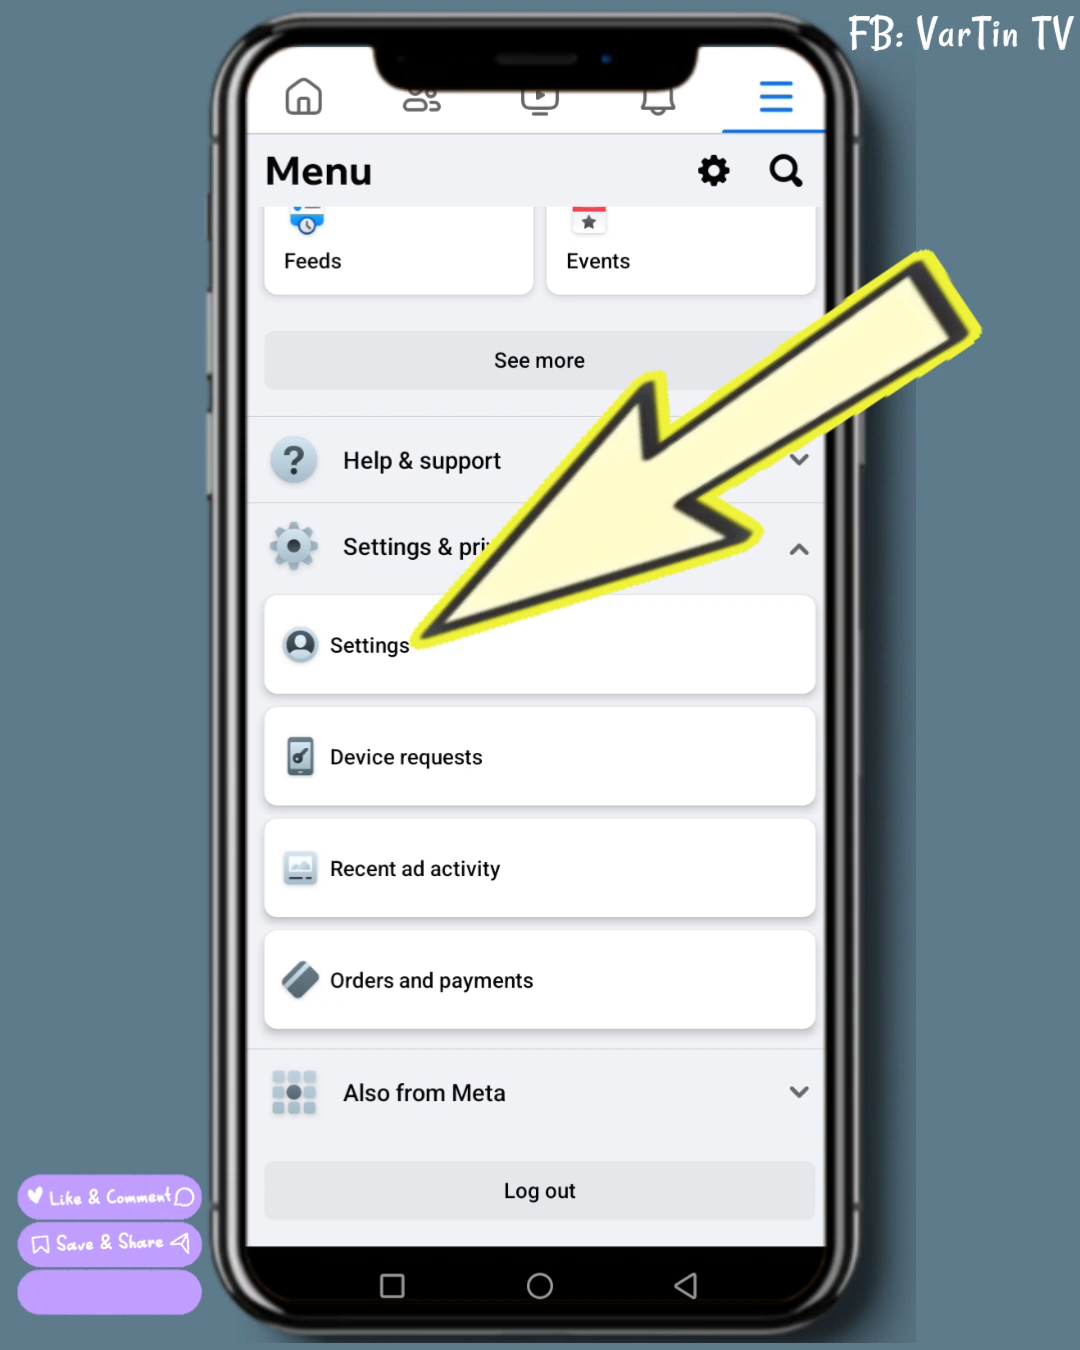 FB: VarTin TV
Menu
Feeds
Events
See more
Help & support
Settings & pri
Settings
Device requests
Recent ad activity
Orders and payments
Also from Meta
Log out
Like & Comment
Save & Share